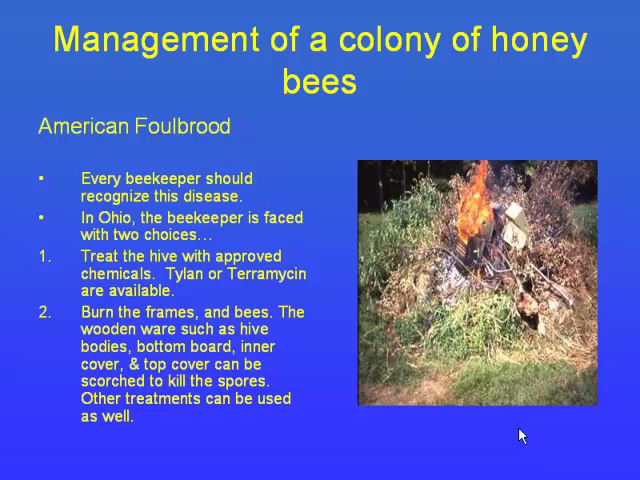 Management of a colony of honey
bees
American Foulbrood
• Every beekeeper should
recognize this disease.
• In Ohio, the beekeeper is faced
with two choices…
1. Treat the hive with approved
chemicals. Tylan or Terramycin
are available.
2. Burn the frames, and bees. The
wooden ware such as hive
bodies, bottom board, inner
cover, & top cover can be
scorched to kill the spores.
Other treatments can be used
as well.